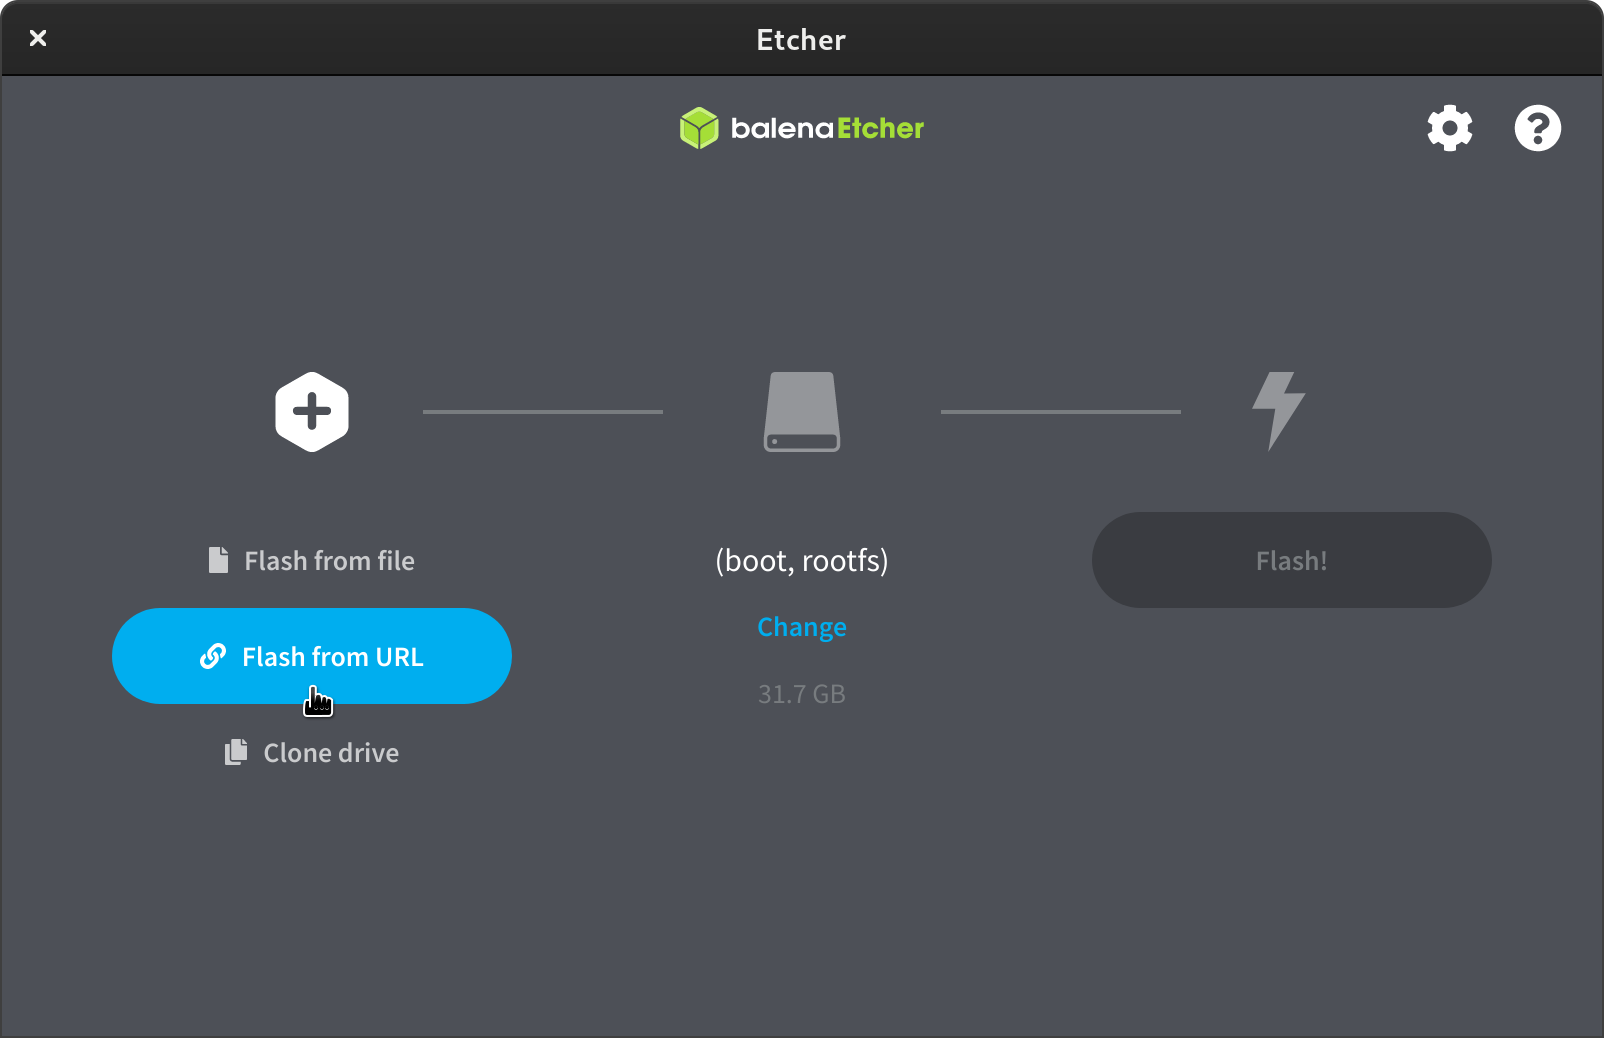 Etcher
balenaEtcher
Flash from file
Flash from URL
Clone drive
(boot, rootfs)
Change
31.7 GB
Flash!